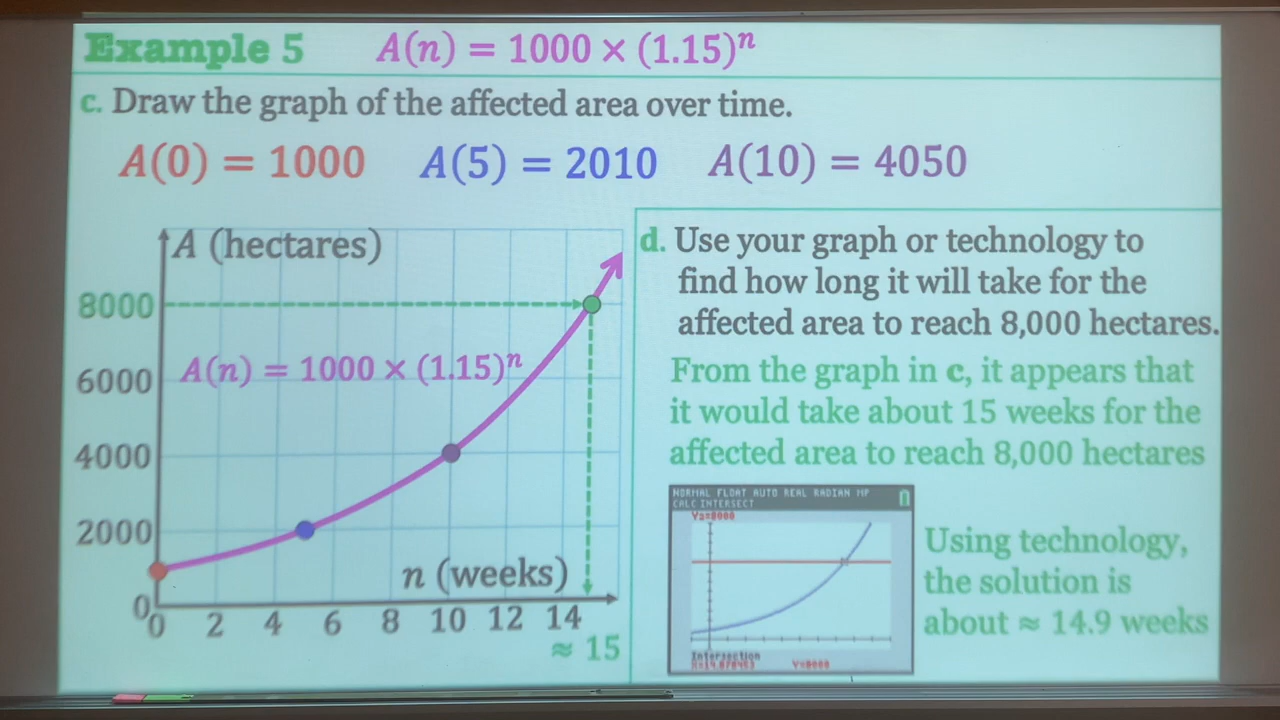 Example 5 A(n) = 1000 × (1.15)ⁿ
c. Draw the graph of the affected area over time.
A(0) = 1000 A(5) = 2010 A(10) = 4050
A (hectares)
8000
6000
4000
2000
0
A(n) = 1000 × (1.15)ⁿ
n (weeks)
0 2 4 6 8 10 12 14
≈ 15
d. Use your graph or technology to
find how long it will take for the
affected area to reach 8,000 hectares.
From the graph in c, it appears that
it would take about 15 weeks for the
affected area to reach 8,000 hectares
NORMAL FLOAT AUTO REAL RADIAN MP
CALC INTERSECT
Y2=8000
Intersection
X=14.878453 Y=8000
Using technology,
the solution is
about ≈ 14.9 weeks